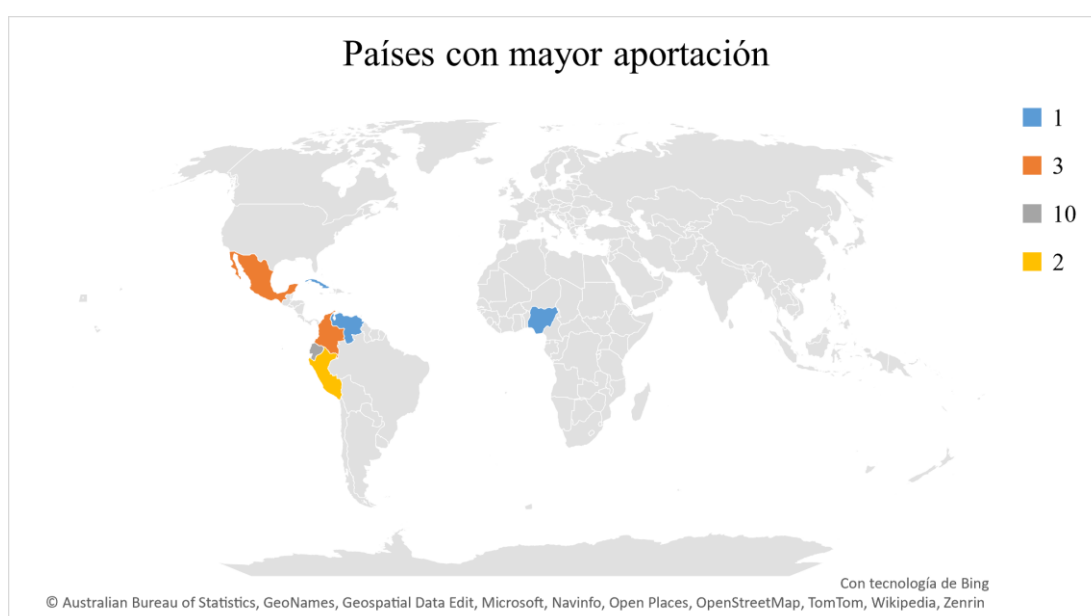 Países con mayor aportación
1
3
10
2
Con tecnología de Bing
© Australian Bureau of Statistics, GeoNames, Geospatial Data Edit, Microsoft, Navinfo, Open Places, OpenStreetMap, TomTom, Wikipedia, Zenrin